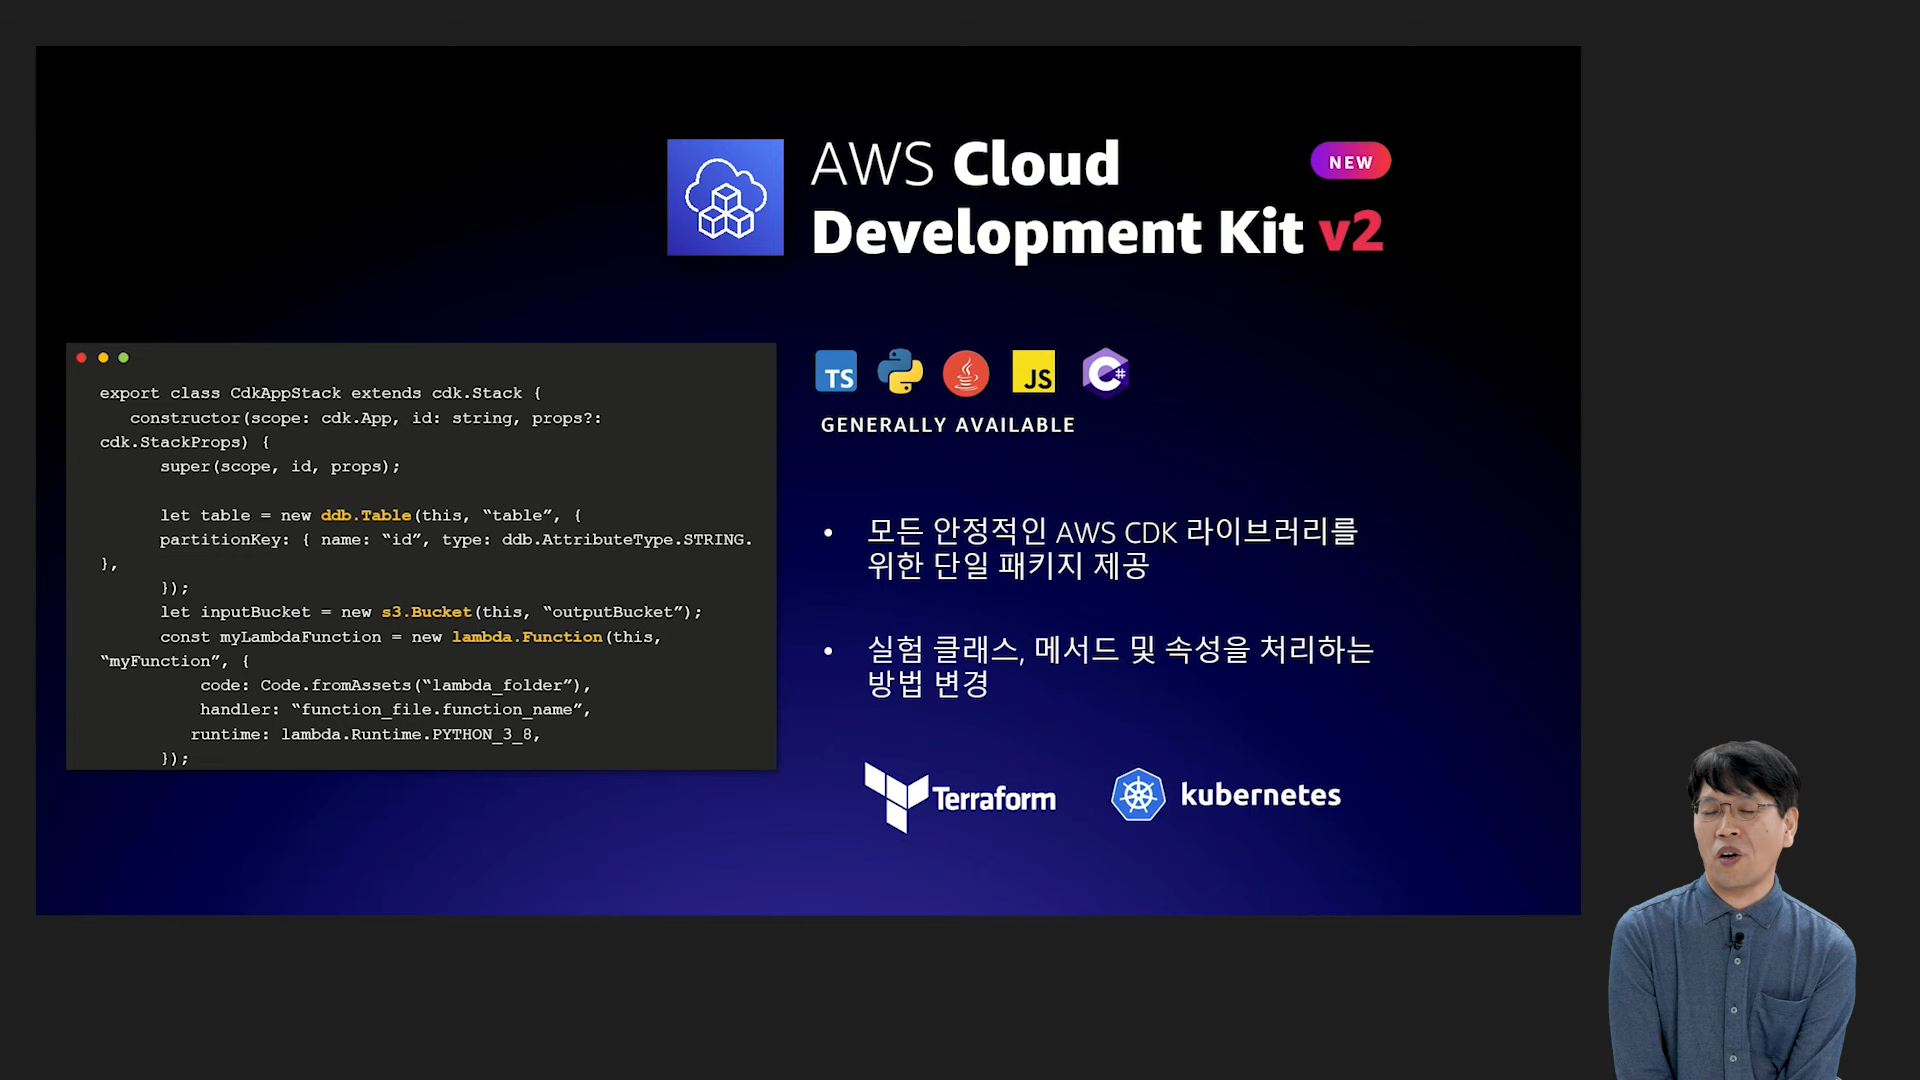 AWS Cloud
Development Kit v2
NEW
export class CdkAppStack extends cdk.Stack {
constructor(scope: cdk.App, id: string, props?:
cdk.StackProps) {
super(scope, id, props);
let table = new ddb.Table(this, “table”, {
partitionKey: { name: “id”, type: ddb.AttributeType.STRING.
},
});
let inputBucket = new s3.Bucket(this, “outputBucket”);
const myLambdaFunction = new lambda.Function(this,
“myFunction”, {
code: Code.fromAssets(“lambda_folder”),
handler: “function_file.function_name”,
runtime: lambda.Runtime.PYTHON_3_8,
});
TS
JS
C#
GENERALLY AVAILABLE
• 모든 안정적인 AWS CDK 라이브러리를
위한 단일 패키지 제공
• 실험 클래스, 메서드 및 속성을 처리하는
방법 변경
Terraform
kubernetes